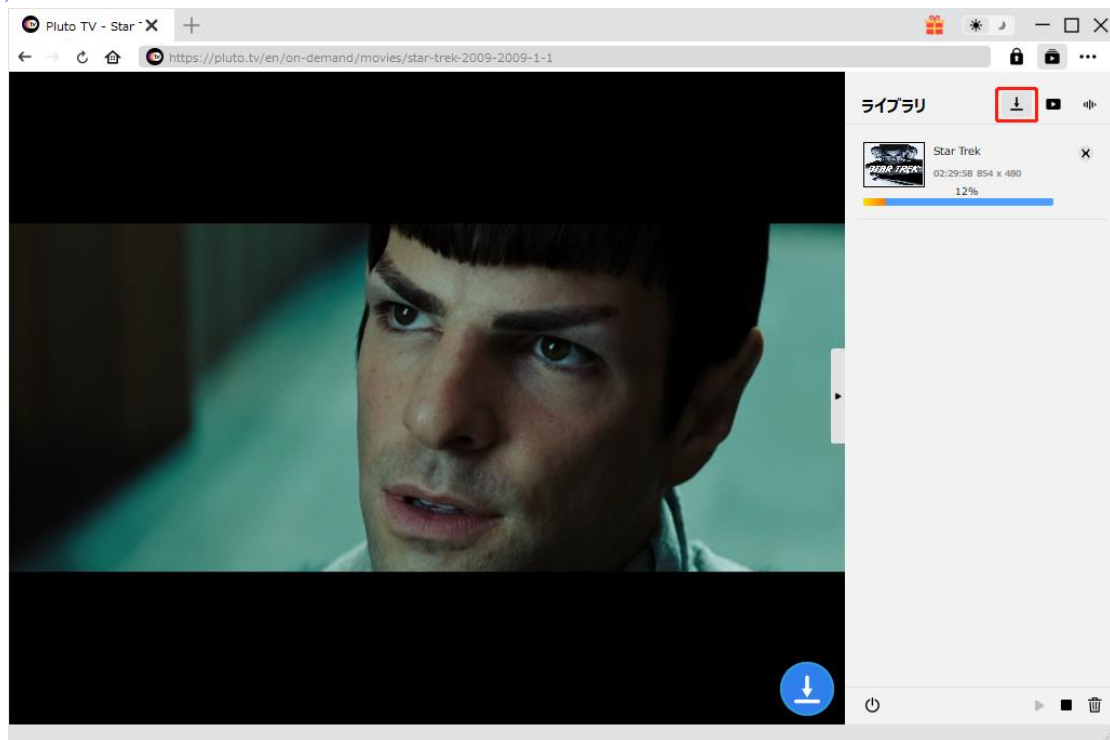 Pluto TV - Star T
https://pluto.tv/en/on-demand/movies/star-trek-2009-2009-1-1
ライブラリ
STAR TREK
Star Trek
02:29:58 854 x 480
12%